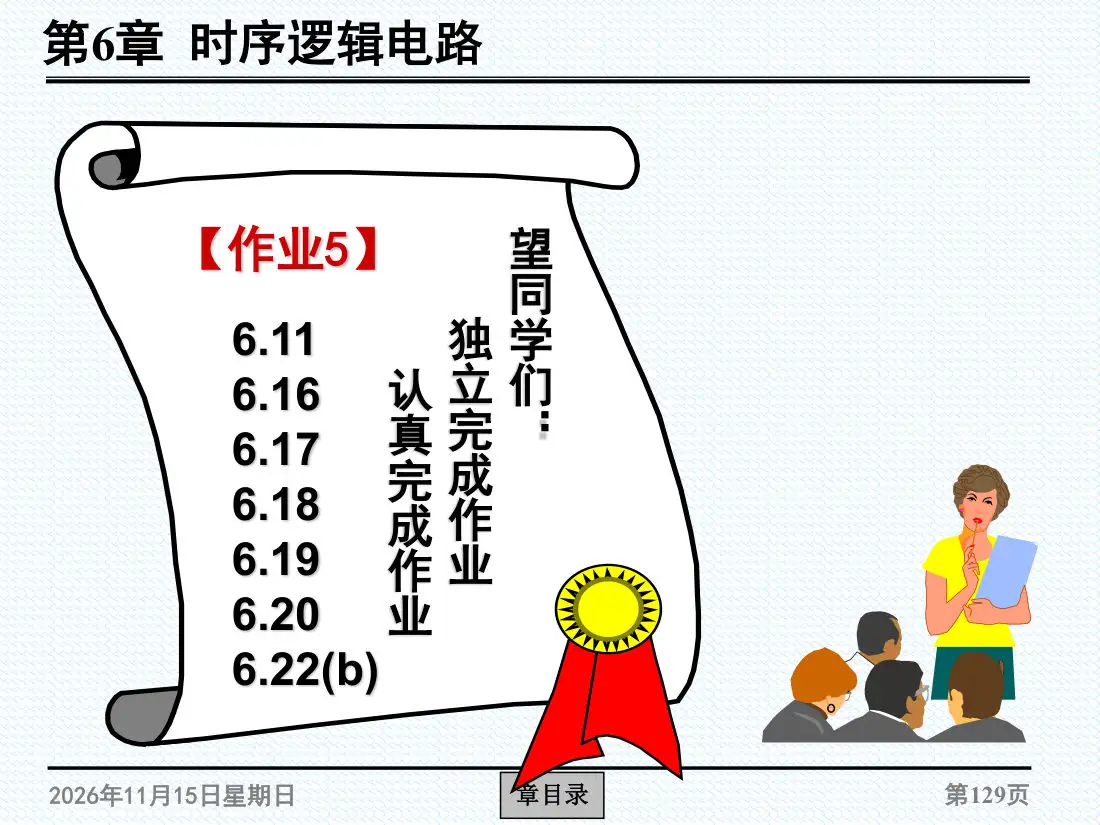 第6章 时序逻辑电路
【作业5】
6.11
6.16
6.17
6.18
6.19
6.20
6.22(b)
望同学们：
独立完成作业
认真完成作业
2026年11月15日星期日
章目录
第129页